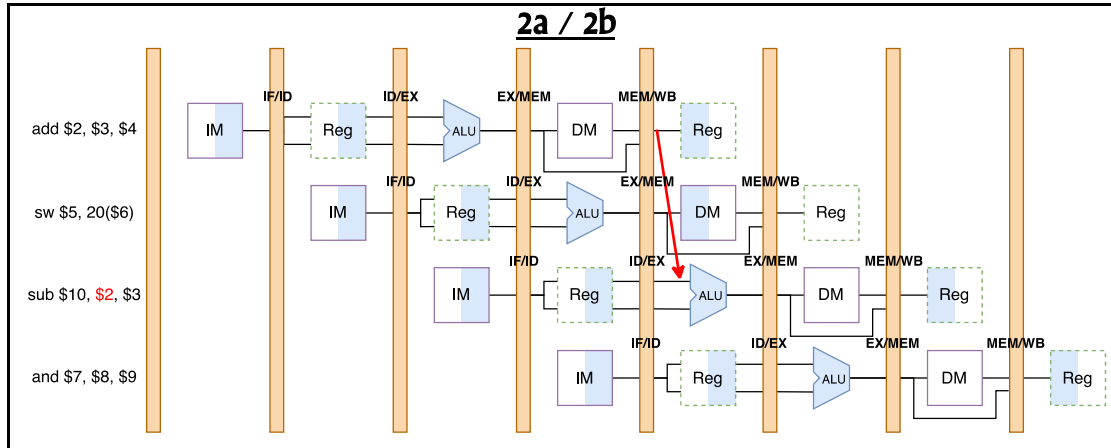 2a / 2b
IF/ID ID/EX EX/MEM MEM/WB
add $2, $3, $4 IM Reg ALU DM Reg
IF/ID ID/EX EX/MEM MEM/WB
sw $5, 20($6) IM Reg ALU DM Reg
IF/ID ID/EX EX/MEM MEM/WB
sub $10, $2, $3 IM Reg ALU DM Reg
IF/ID ID/EX EX/MEM MEM/WB
and $7, $8, $9 IM Reg ALU DM Reg